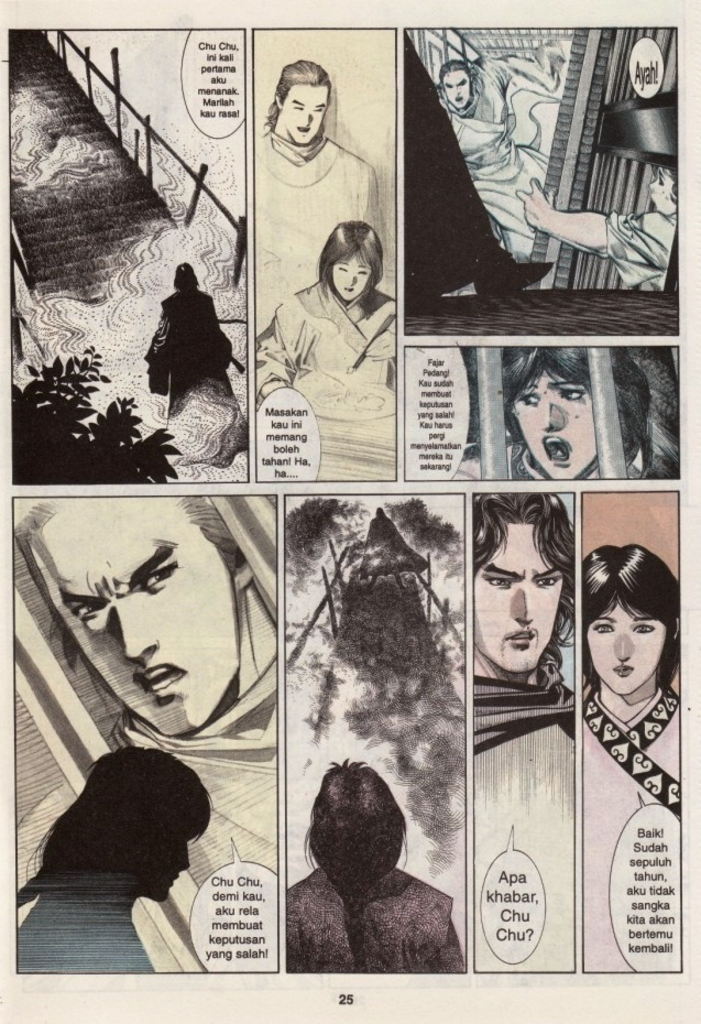 Chu Chu,
ini kali
pertama
aku
menanak.
Marilah
kau rasa!
Masakan
kau ini
memang
boleh
tahan! Ha,
ha....
Ayah!
Fajar
Pedang!
Kau sudah
membuat
keputusan
yang salah!
Kau harus
pergi
menyelamatkan
mereka itu
sekarang!
Chu Chu,
demi kau,
aku rela
membuat
keputusan
yang salah!
Apa
khabar,
Chu
Chu?
Baik!
Sudah
sepuluh
tahun,
aku tidak
sangka
kita akan
bertemu
kembali!
25